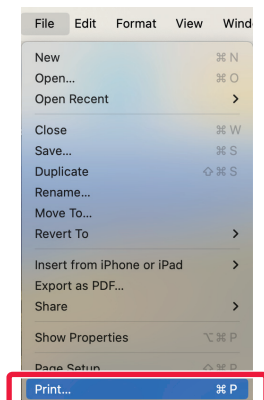 File Edit Format View Wind
New ⌘ N
Open... ⌘ O
Open Recent >
Close ⌘ W
Save... ⌘ S
Duplicate ⇧ ⌘ S
Rename...
Move To...
Revert To >
Insert from iPhone or iPad >
Export as PDF...
Share >
Show Properties ⌥ ⌘ P
Page Setup ⇧ ⌘ P
Print... ⌘ P